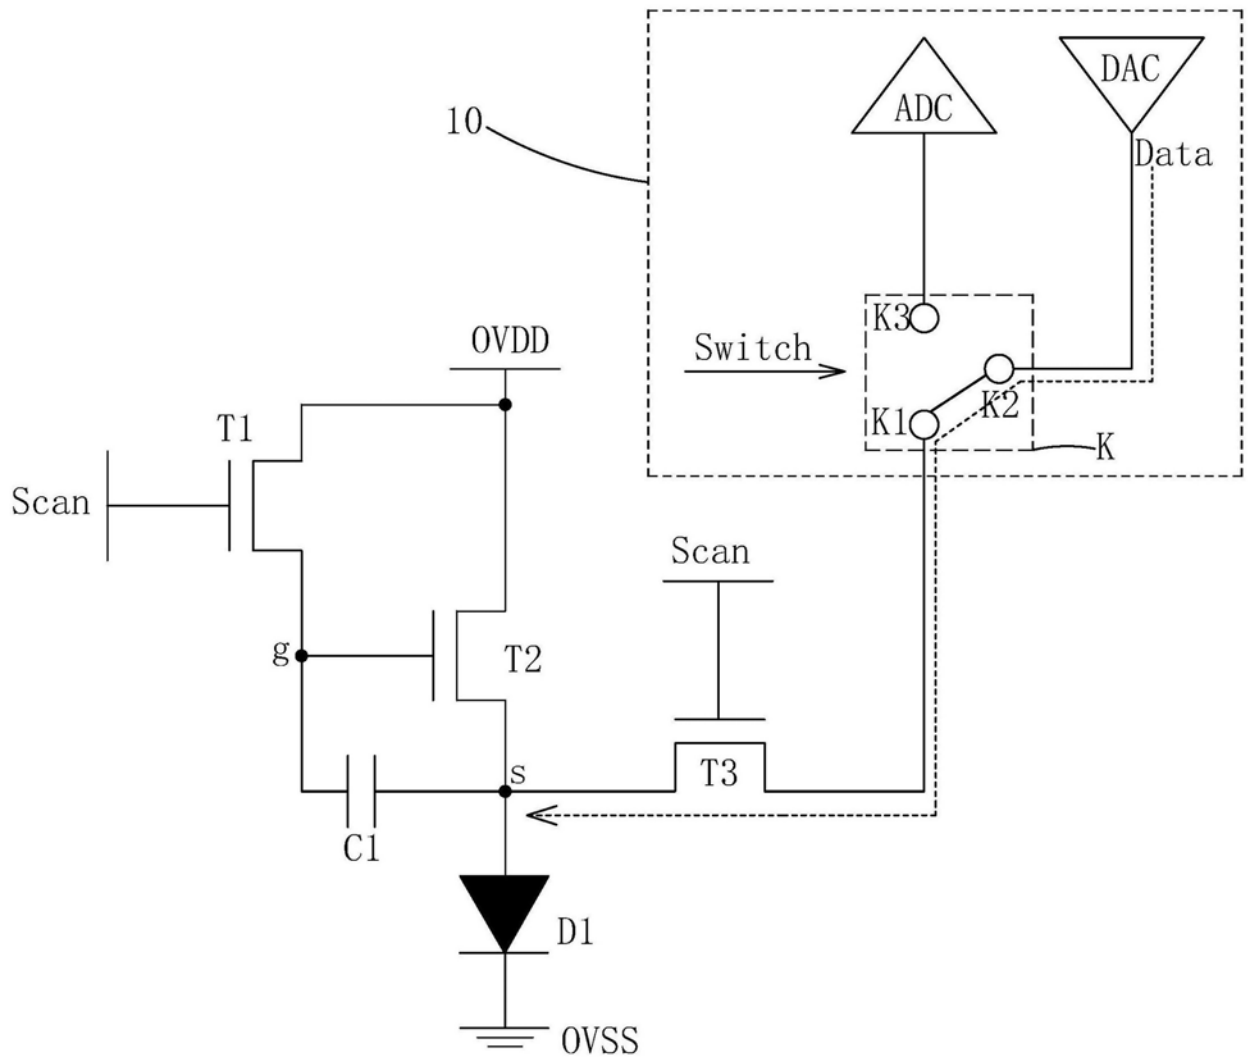 DAC
ADC
10
Data
K3
OVDD
Switch
K2
T1
K1
K
Scan
Scan
g
T2
s
T3
C1
D1
OVSS